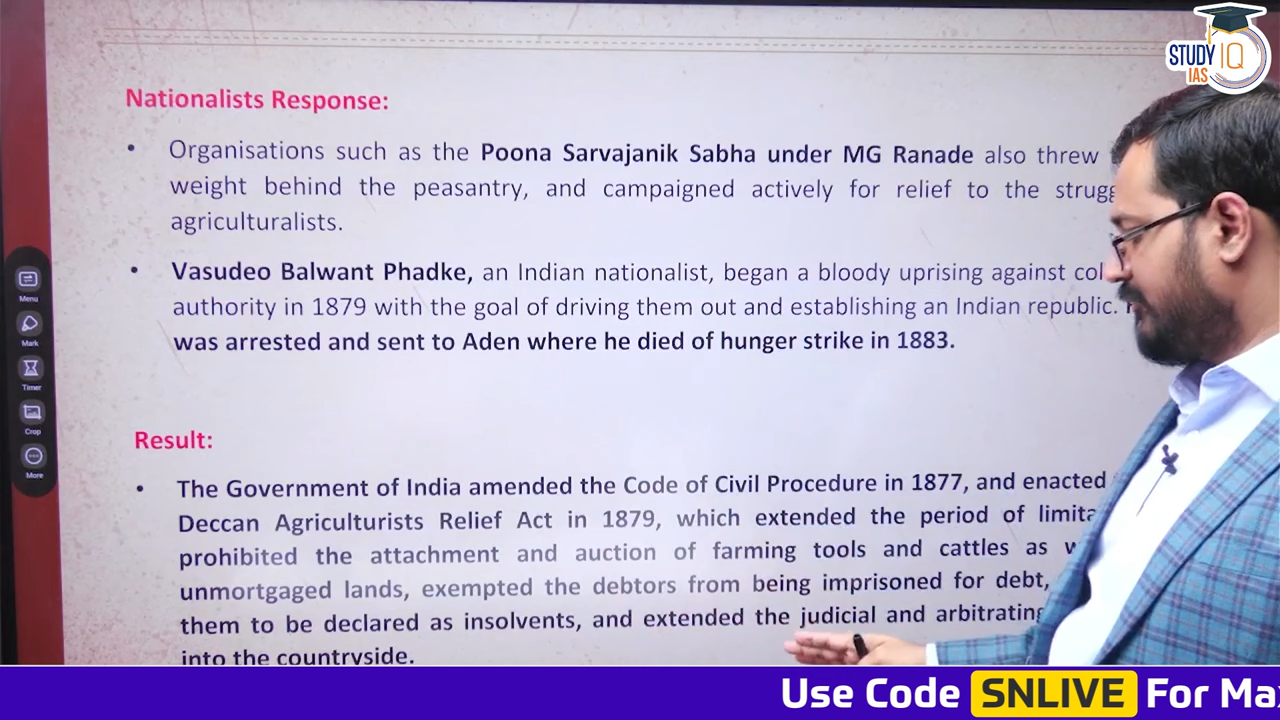 STUDY IQ
IAS
Nationalists Response:
• Organisations such as the Poona Sarvajanik Sabha under MG Ranade also threw
weight behind the peasantry, and campaigned actively for relief to the strugg
agriculturalists.
• Vasudeo Balwant Phadke, an Indian nationalist, began a bloody uprising against col
authority in 1879 with the goal of driving them out and establishing an Indian republic.
was arrested and sent to Aden where he died of hunger strike in 1883.
Menu
Mark
Timer
Crop
More
Result:
• The Government of India amended the Code of Civil Procedure in 1877, and enacted
Deccan Agriculturists Relief Act in 1879, which extended the period of limita
prohibited the attachment and auction of farming tools and cattles as w
unmortgaged lands, exempted the debtors from being imprisoned for debt,
them to be declared as insolvents, and extended the judicial and arbitrating
into the countryside.
Use Code SNLIVE For Max